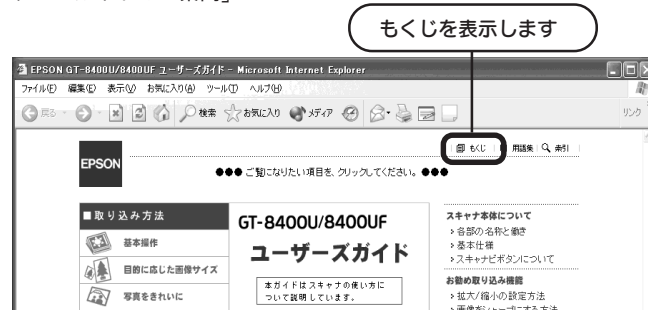 もくじを表示します
EPSON GT-8400U/8400UF ユーザーズガイド - Microsoft Internet Explorer
ファイル(F) 編集(E) 表示(V) お気に入り(A) ツール(T) ヘルプ(H)
戻る 検索 お気に入り メディア リンク
もくじ 用語集 索引
EPSON
●●● ご覧になりたい項目を、クリックしてください。 ●●●
■取り込み方法
基本操作
目的に応じた画像サイズ
写真をきれいに
GT-8400U/8400UF
ユーザーズガイド
本ガイドはスキャナの使い方に
ついて説明しています。
スキャナ本体について
>各部の名称と働き
>基本仕様
>スキャナビボタンについて
お勧め取り込み機能
>拡大/縮小の設定方法